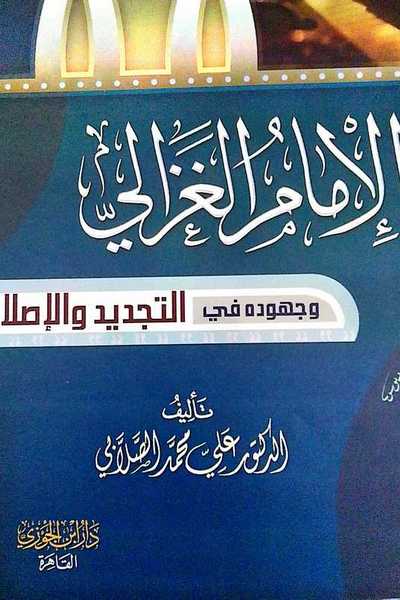 الإمام الغزالي
وجهوده في التجديد والإصلا
تأليف
الدكتور علي محمد الصلابي
دار ابن الجوزي
القاهرة